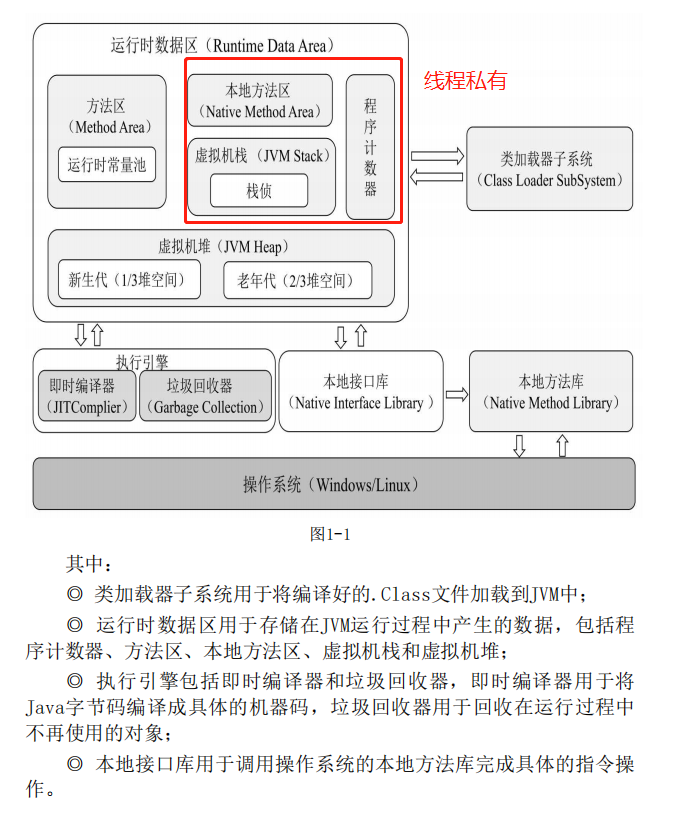 运行时数据区（Runtime Data Area）
线程私有
方法区
（Method Area）
运行时常量池
本地方法区
（Native Method Area）
虚拟机栈 （JVM Stack）
栈侦
程
序
计
数
器
类加载器子系统
（Class Loader SubSystem）
虚拟机堆（JVM Heap）
新生代（1/3堆空间）
老年代（2/3堆空间）
执行引擎
即时编译器
（JITComplier）
垃圾回收器
（Garbage Collection）
本地接口库
（Native Interface Library ）
本地方法库
（Native Method Library）
操作系统（Windows/Linux）
图1-1
其中：
◎ 类加载器子系统用于将编译好的.Class文件加载到JVM中；
◎ 运行时数据区用于存储在JVM运行过程中产生的数据，包括程
序计数器、方法区、本地方法区、虚拟机栈和虚拟机堆；
◎ 执行引擎包括即时编译器和垃圾回收器，即时编译器用于将
Java字节码编译成具体的机器码，垃圾回收器用于回收在运行过程中
不再使用的对象；
◎ 本地接口库用于调用操作系统的本地方法库完成具体的指令操
作。